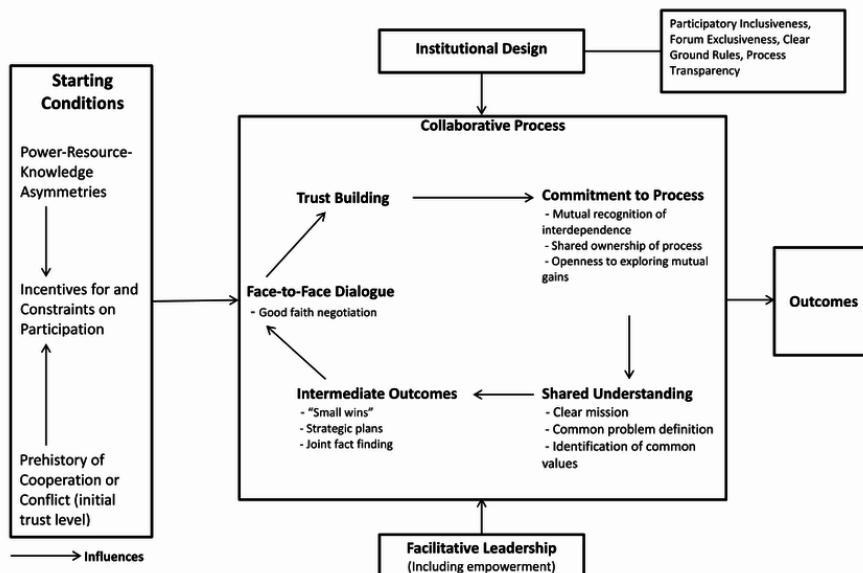 Institutional Design
Participatory Inclusiveness,
Forum Exclusiveness, Clear
Ground Rules, Process
Transparency
Starting
Conditions
Power-Resource-
Knowledge
Asymmetries
Incentives for and
Constraints on
Participation
Prehistory of
Cooperation or
Conflict (initial
trust level)
Collaborative Process
Trust Building
Commitment to Process
- Mutual recognition of
interdependence
- Shared ownership of process
- Openness to exploring mutual
gains
Face-to-Face Dialogue
- Good faith negotiation
Intermediate Outcomes
- “Small wins”
- Strategic plans
- Joint fact finding
Shared Understanding
- Clear mission
- Common problem definition
- Identification of common
values
Outcomes
Influences
Facilitative Leadership
(Including empowerment)